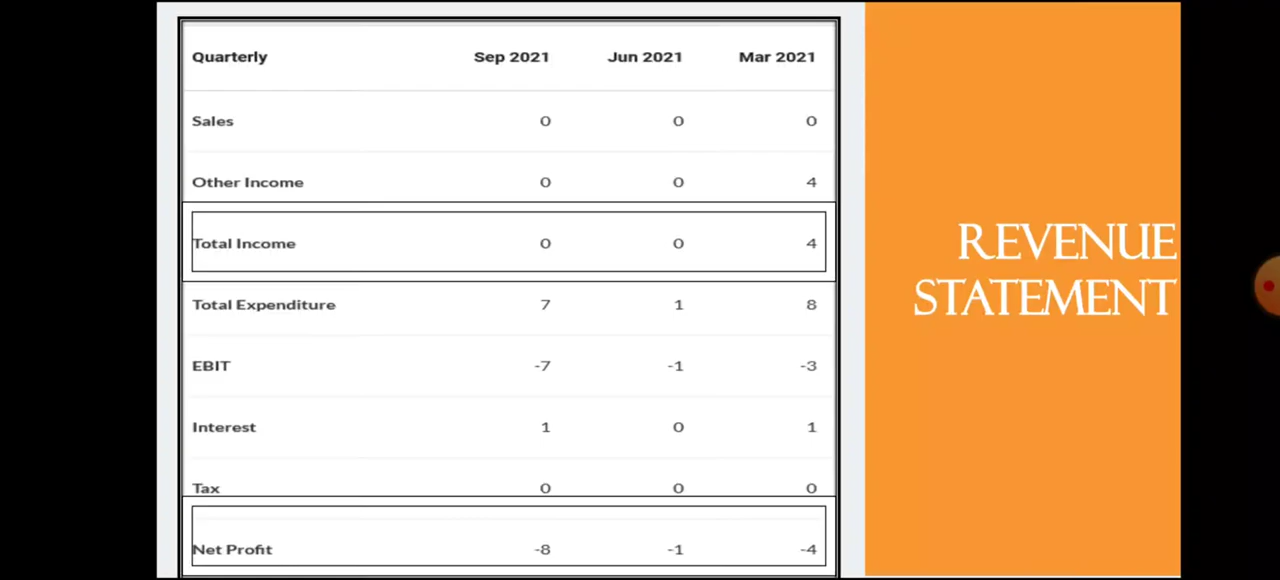 Quarterly Sep 2021 Jun 2021 Mar 2021
Sales 0 0 0
Other Income 0 0 4
Total Income 0 0 4
Total Expenditure 7 1 8
EBIT -7 -1 -3
Interest 1 0 1
Tax 0 0 0
Net Profit -8 -1 -4
REVENUE
STATEMENT